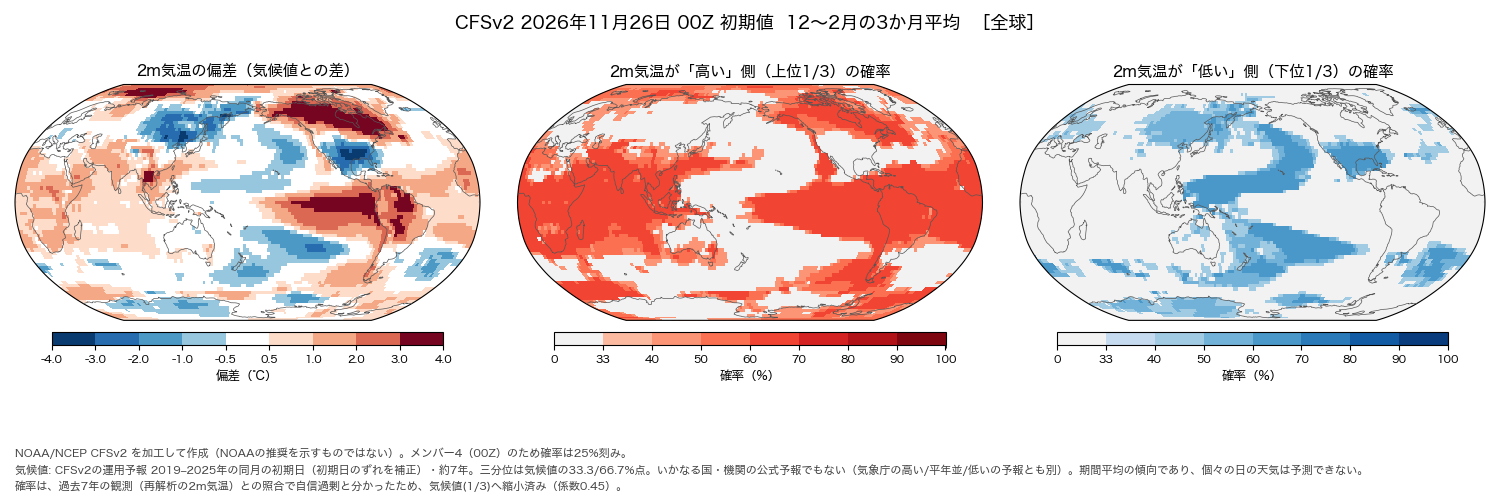 CFSv2 2026年11月26日 00Z 初期値 12〜2月の3か月平均 ［全球］
2m気温の偏差（気候値との差）
2m気温が「高い」側（上位1/3）の確率
2m気温が「低い」側（下位1/3）の確率
-4.0 -3.0 -2.0 -1.0 -0.5 0.5 1.0 2.0 3.0 4.0
偏差（℃）
0 33 40 50 60 70 80 90 100
確率（%）
0 33 40 50 60 70 80 90 100
確率（%）
NOAA/NCEP CFSv2 を加工して作成（NOAAの推奨を示すものではない）。メンバー4（00Z）のため確率は25%刻み。
気候値: CFSv2の運用予報 2019–2025年の同月の初期日（初期日のずれを補正）・約7年。三分位は気候値の33.3/66.7%点。いかなる国・機関の公式予報でもない（気象庁の高い/平年並/低いの予報とも別）。期間平均の傾向であり、個々の日の天気は予測できない。
確率は、過去7年の観測（再解析の2m気温）との照合で自信過剰と分かったため、気候値(1/3)へ縮小済み（係数0.45）。